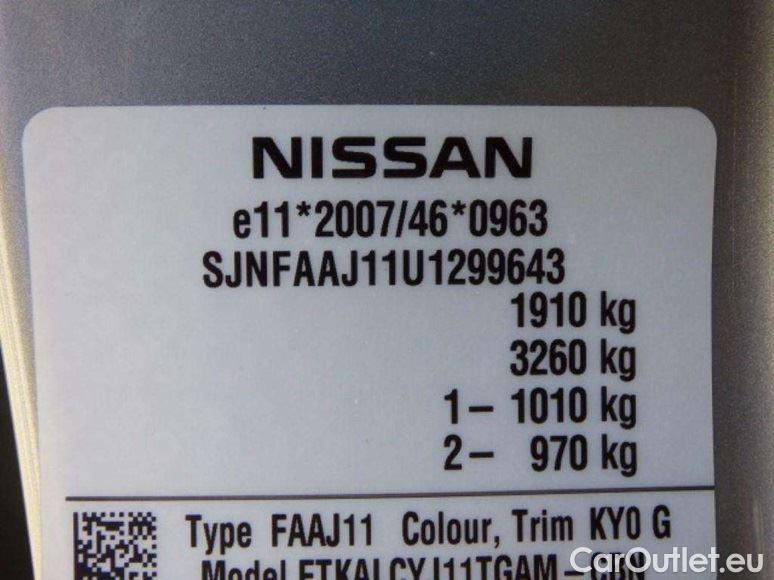 NISSAN
e11*2007/46*0963
SJNFAAJ11U1299643
1910 kg
3260 kg
1– 1010 kg
2– 970 kg
Type FAAJ11 Colour, Trim KY0 G
Model
CarOutlet.eu